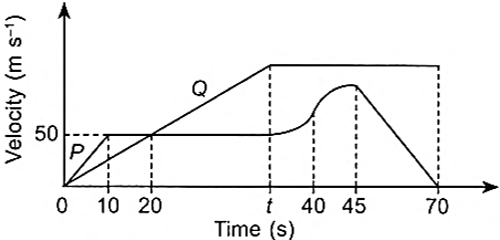 Velocity (m s⁻¹)
Q
50
P
0 10 20 t 40 45 70
Time (s)